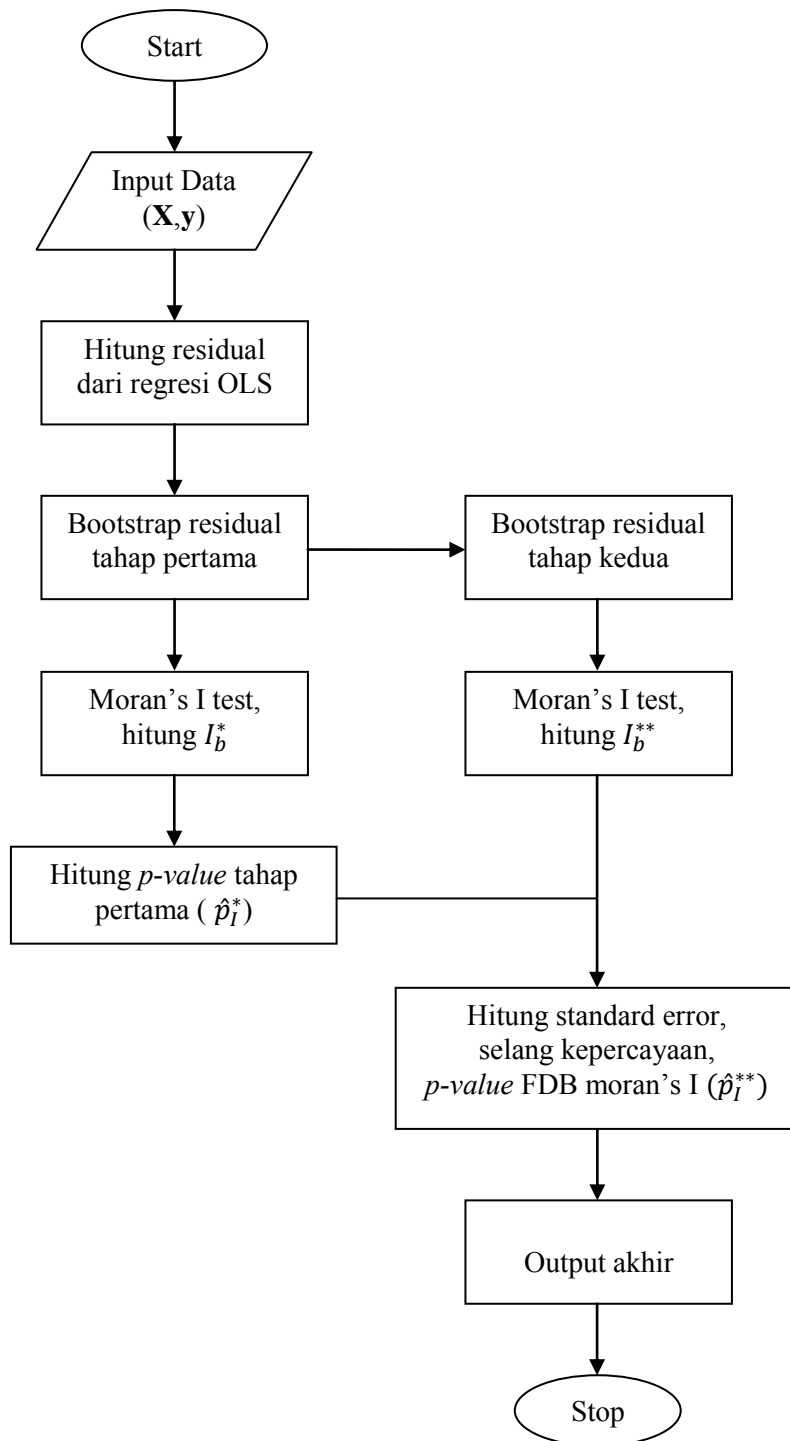 Start
Input Data
(X,y)
Hitung residual
dari regresi OLS
Bootstrap residual
tahap pertama
Bootstrap residual
tahap kedua
Moran’s I test,
hitung I_b^*
Moran’s I test,
hitung I_b^{**}
Hitung p-value tahap
pertama ( p̂_I^*)
Hitung standard error,
selang kepercayaan,
p-value FDB moran’s I (p̂_I^{**})
Output akhir
Stop